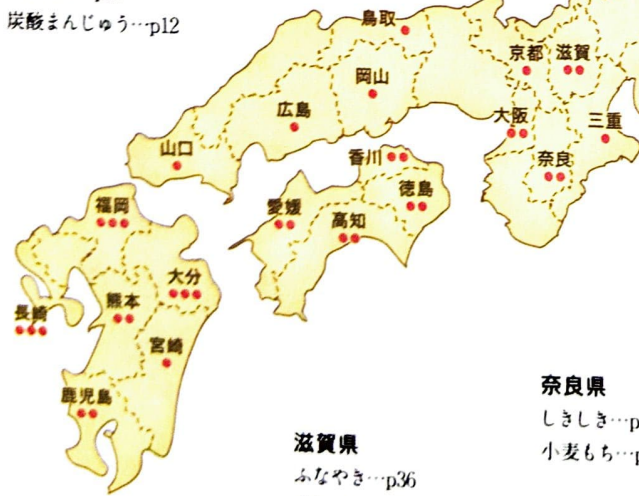 炭酸まんじゅう…p12
鳥取
岡山
広島
山口
京都
滋賀
大阪
三重
奈良
香川
徳島
愛媛
高知
福岡
大分
長崎
熊本
宮崎
鹿児島
滋賀県
ふなやき…p36
奈良県
しきしき…p
小麦もち…p